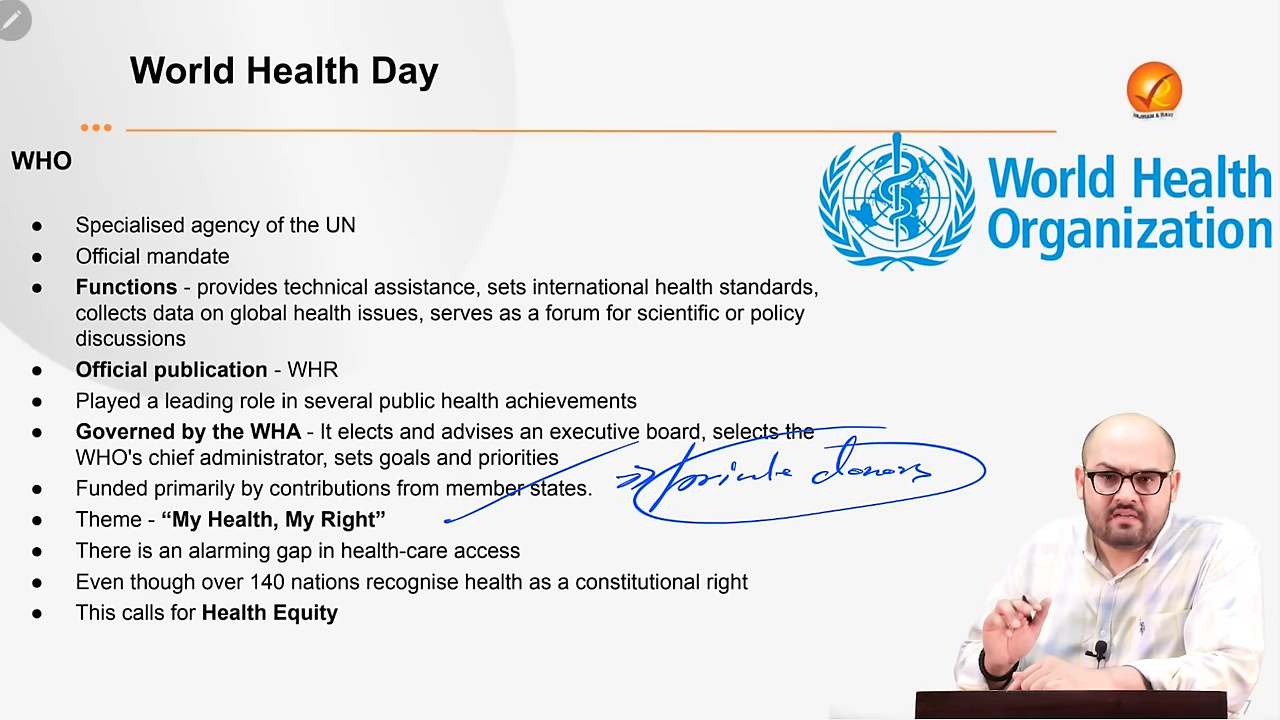 World Health Day
VAJIRAM & RAVI
WHO
World Health
Organization
● Specialised agency of the UN
● Official mandate
● Functions - provides technical assistance, sets international health standards,
collects data on global health issues, serves as a forum for scientific or policy
discussions
● Official publication - WHR
● Played a leading role in several public health achievements
● Governed by the WHA - It elects and advises an executive board, selects the
WHO's chief administrator, sets goals and priorities
● Funded primarily by contributions from member states.
private donors
● Theme - “My Health, My Right”
● There is an alarming gap in health-care access
● Even though over 140 nations recognise health as a constitutional right
● This calls for Health Equity
7